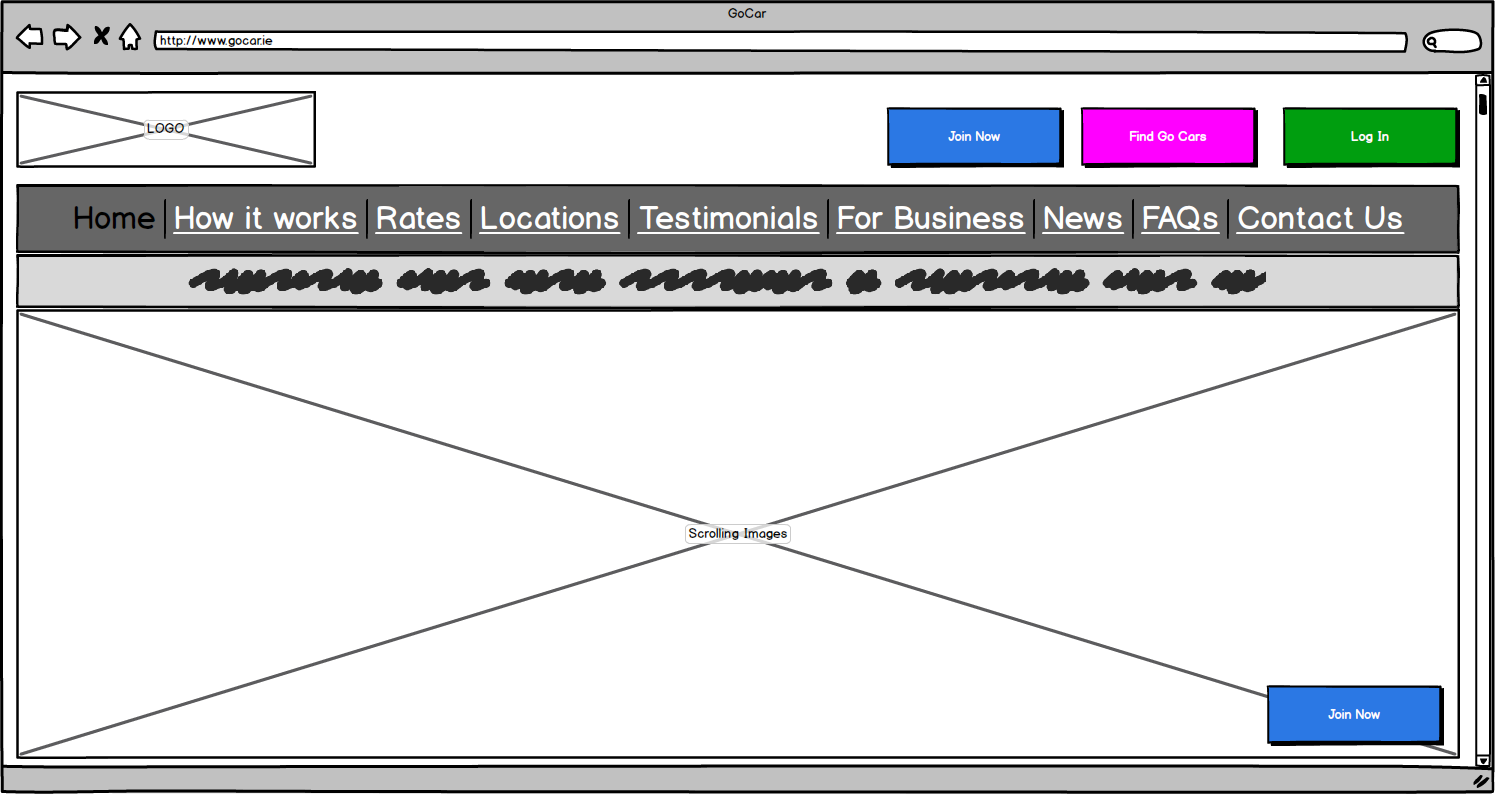 GoCar
http://www.gocar.ie
LOGO
Join Now
Find Go Cars
Log In
Home How it works Rates Locations Testimonials For Business News FAQs Contact Us
Scrolling Images
Join Now